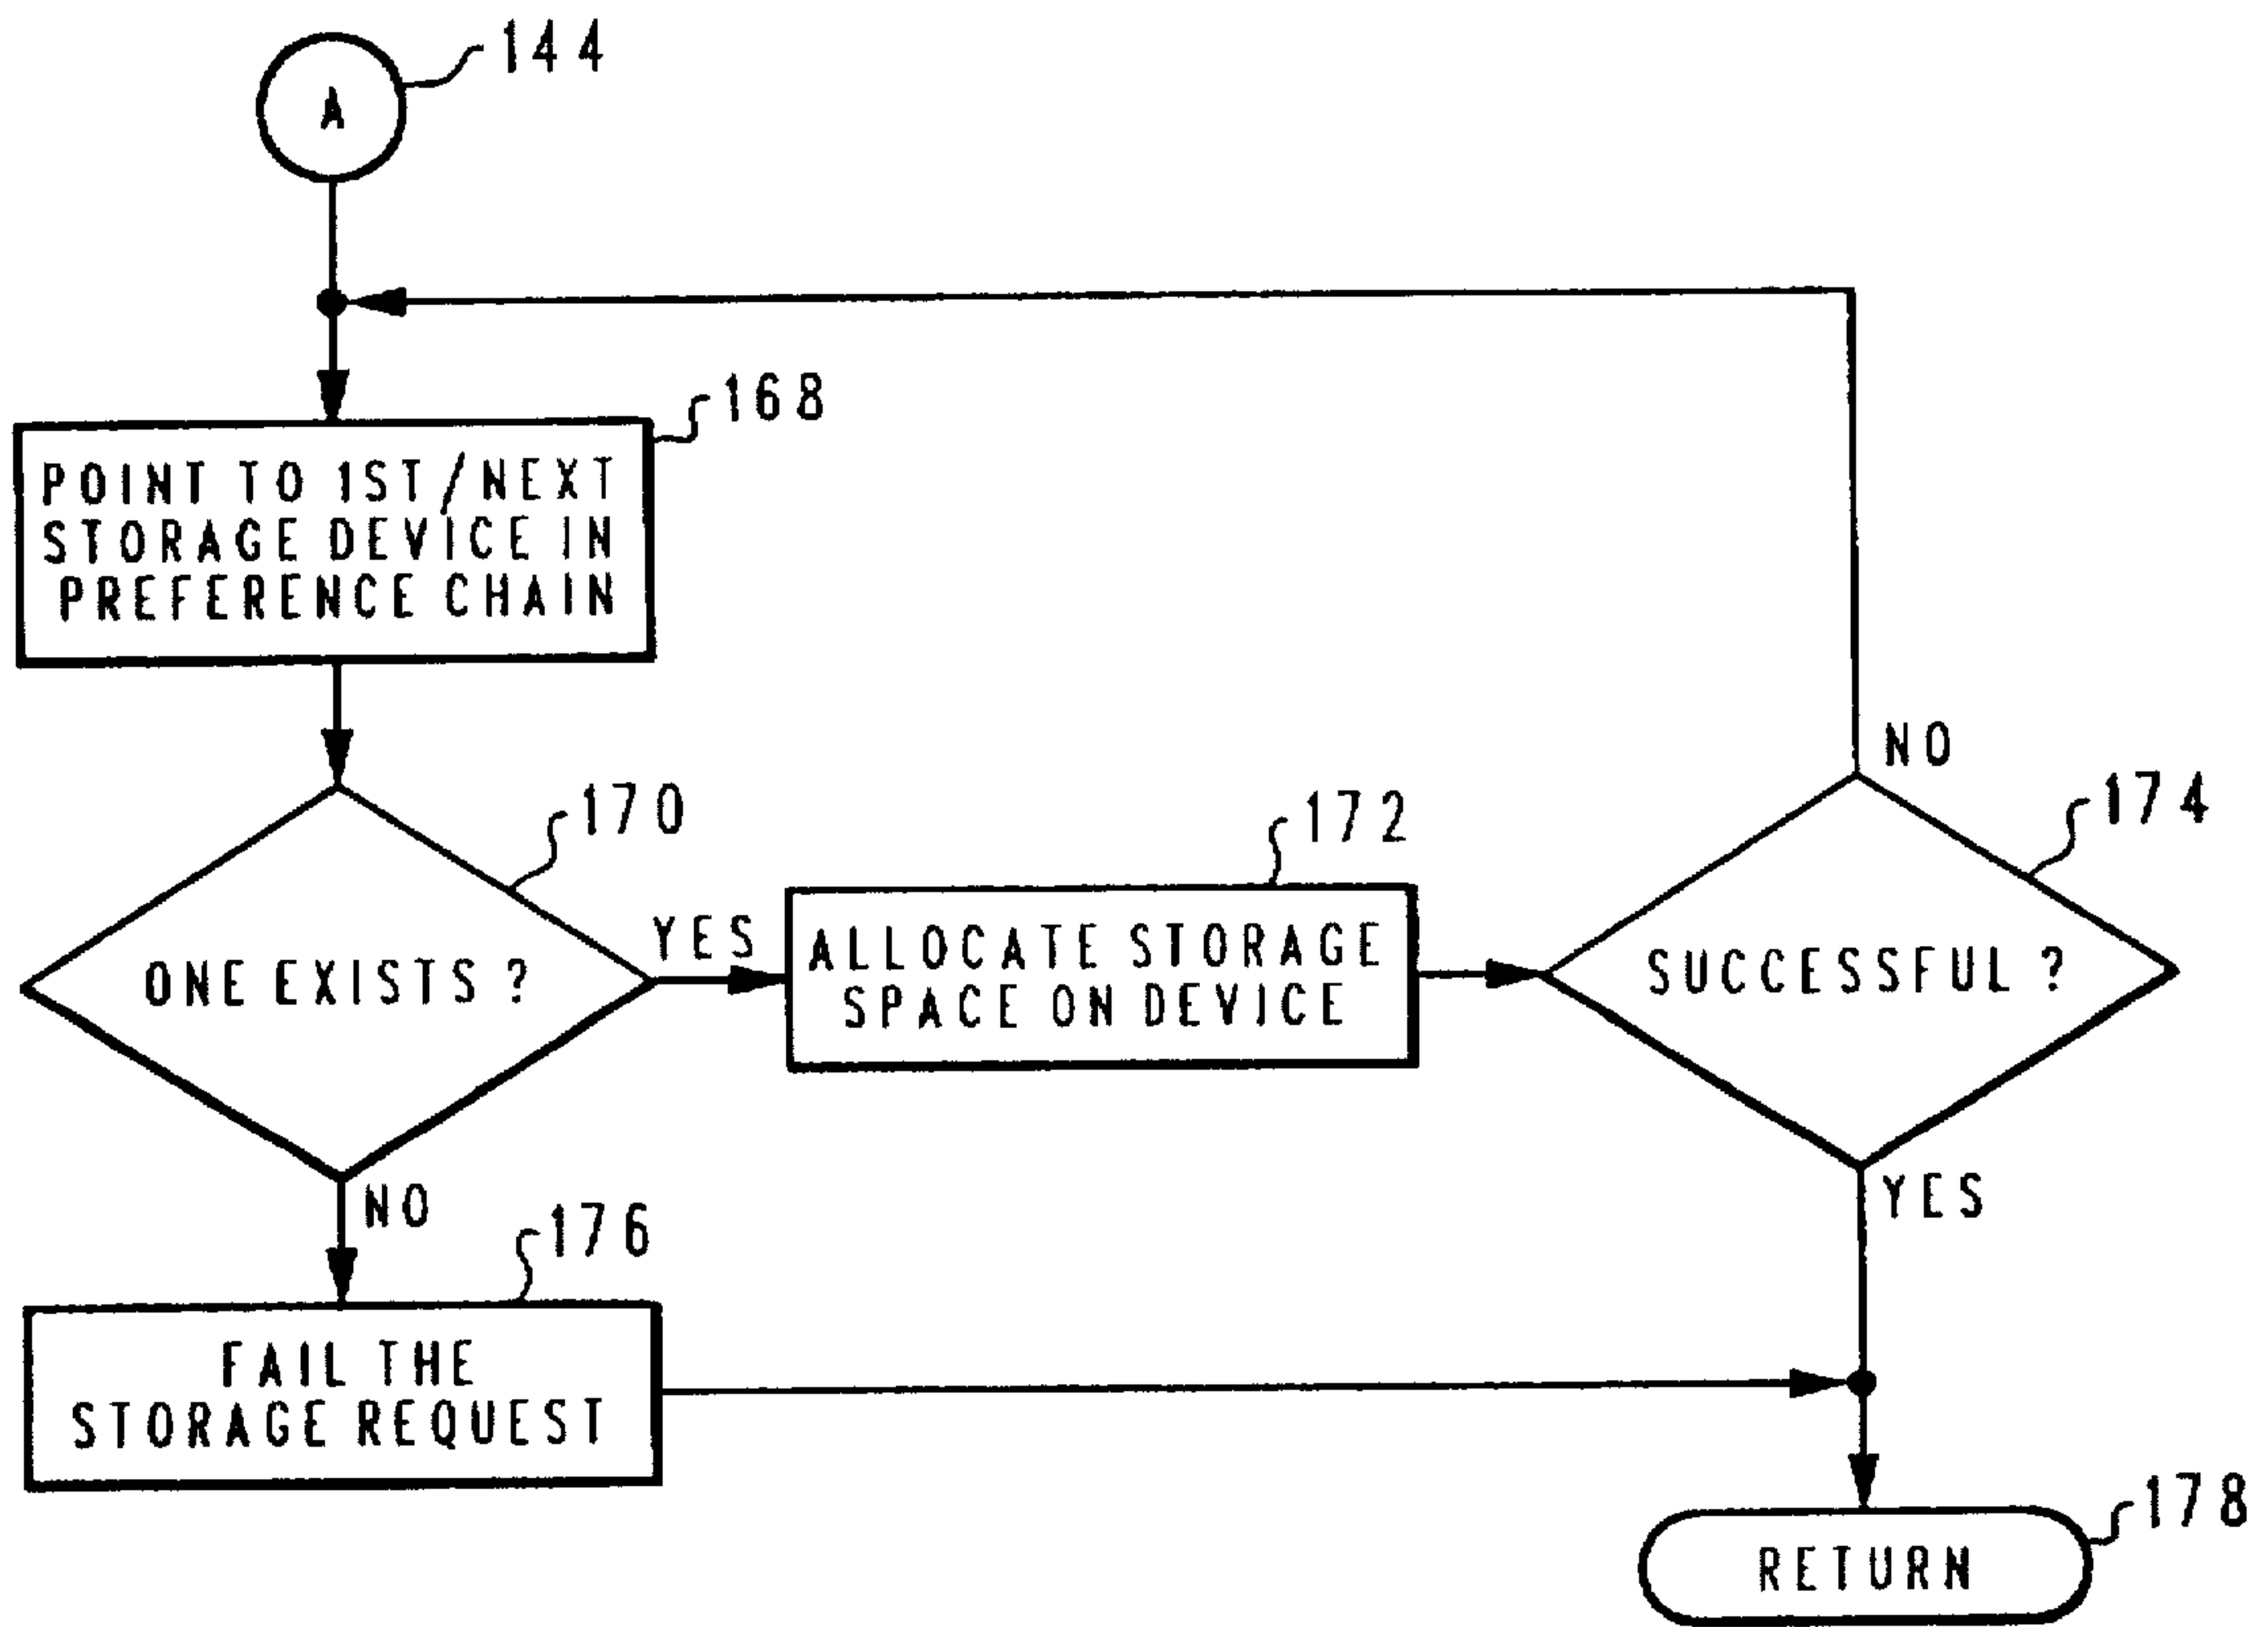 144
A
168
POINT TO 1ST/NEXT
STORAGE DEVICE IN
PREFERENCE CHAIN
NO
170
172
174
ONE EXISTS ?
YES
ALLOCATE STORAGE
SPACE ON DEVICE
SUCCESSFUL ?
NO
YES
176
FAIL THE
STORAGE REQUEST
178
RETURN